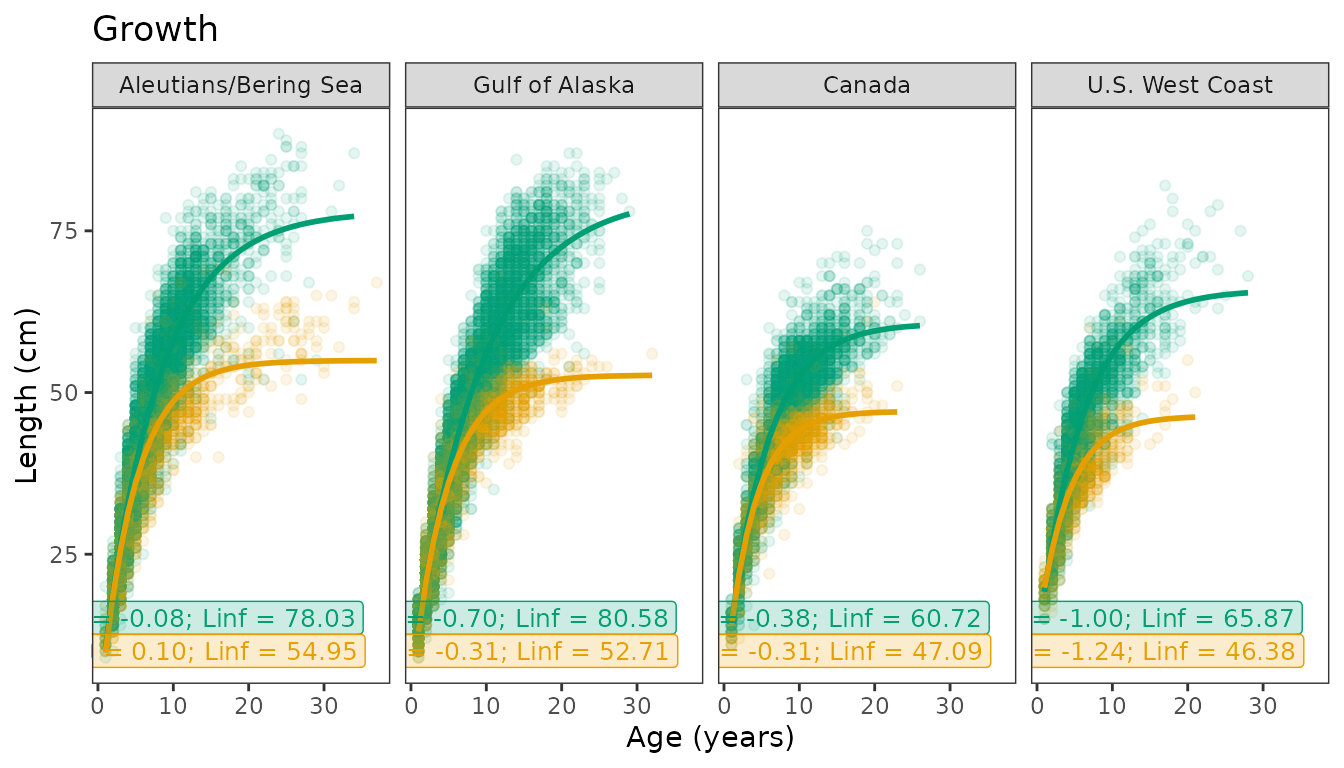 Growth
Aleutians/Bering Sea
Gulf of Alaska
Canada
U.S. West Coast
75
50
25
Length (cm)
= -0.08; Linf = 78.03
= 0.10; Linf = 54.95
= -0.70; Linf = 80.58
= -0.31; Linf = 52.71
= -0.38; Linf = 60.72
= -0.31; Linf = 47.09
= -1.00; Linf = 65.87
= -1.24; Linf = 46.38
0 10 20 30
0 10 20 30
0 10 20 30
0 10 20 30
Age (years)